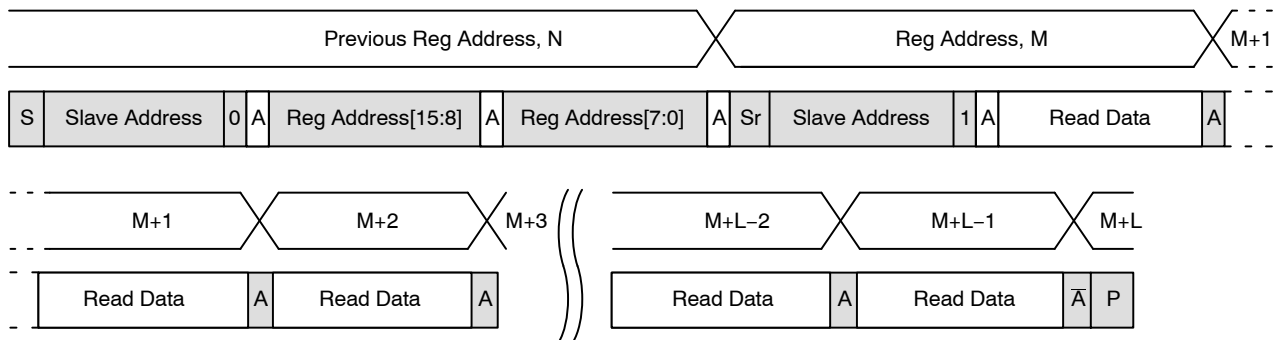 Previous Reg Address, N Reg Address, M M+1
S Slave Address 0 A Reg Address[15:8] A Reg Address[7:0] A Sr Slave Address 1 A Read Data A
M+1 M+2 M+3 M+L−2 M+L−1 M+L
Read Data A Read Data A Read Data A Read Data A̅ P